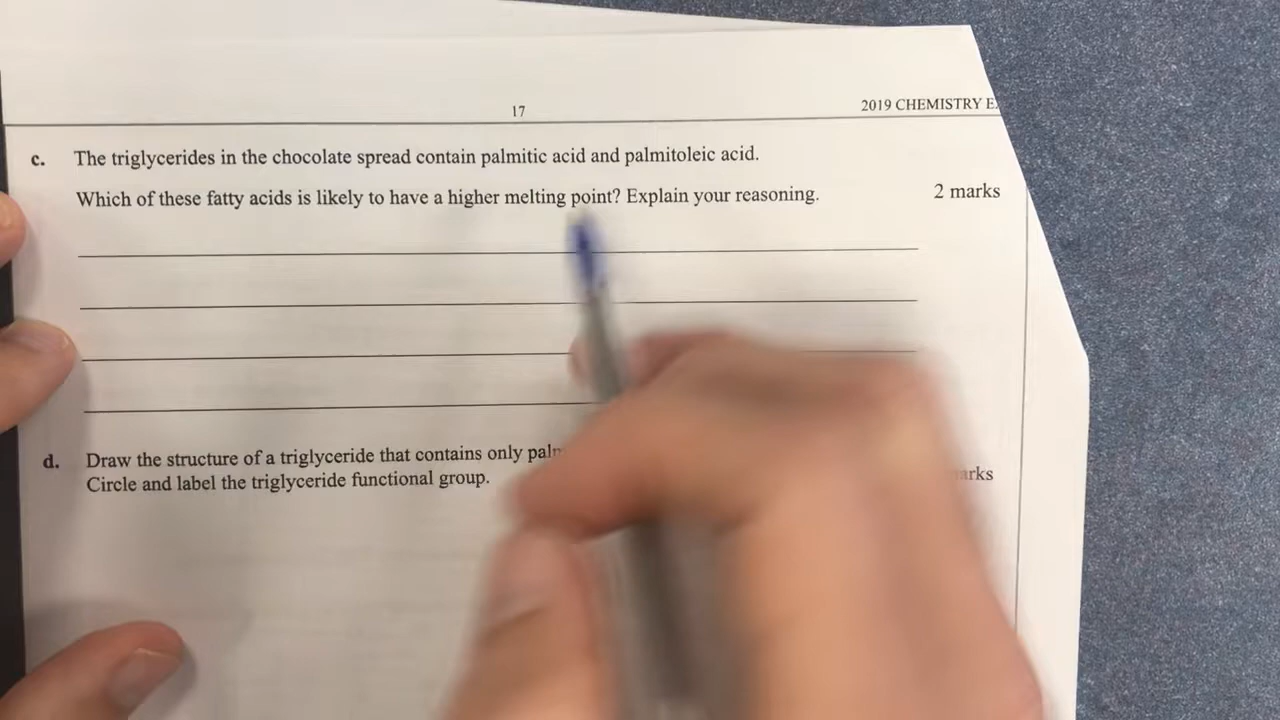 17
2019 CHEMISTRY
c. The triglycerides in the chocolate spread contain palmitic acid and palmitoleic acid.
Which of these fatty acids is likely to have a higher melting point? Explain your reasoning. 2 marks
d. Draw the structure of a triglyceride that contains only
Circle and label the triglyceride functional group.